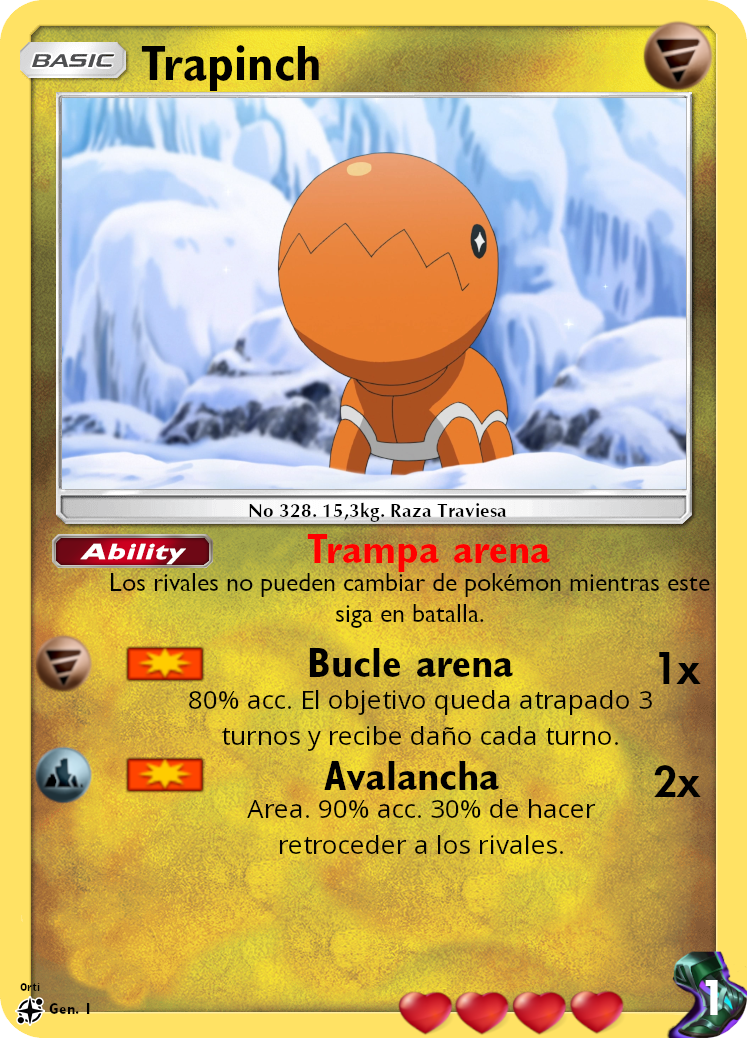 BASIC Trapinch
No 328. 15,3kg. Raza Traviesa
Ability Trampa arena
Los rivales no pueden cambiar de pokémon mientras este
siga en batalla.
Bucle arena 1x
80% acc. El objetivo queda atrapado 3
turnos y recibe daño cada turno.
Avalancha 2x
Area. 90% acc. 30% de hacer
retroceder a los rivales.
Orti
Gen. 1
1